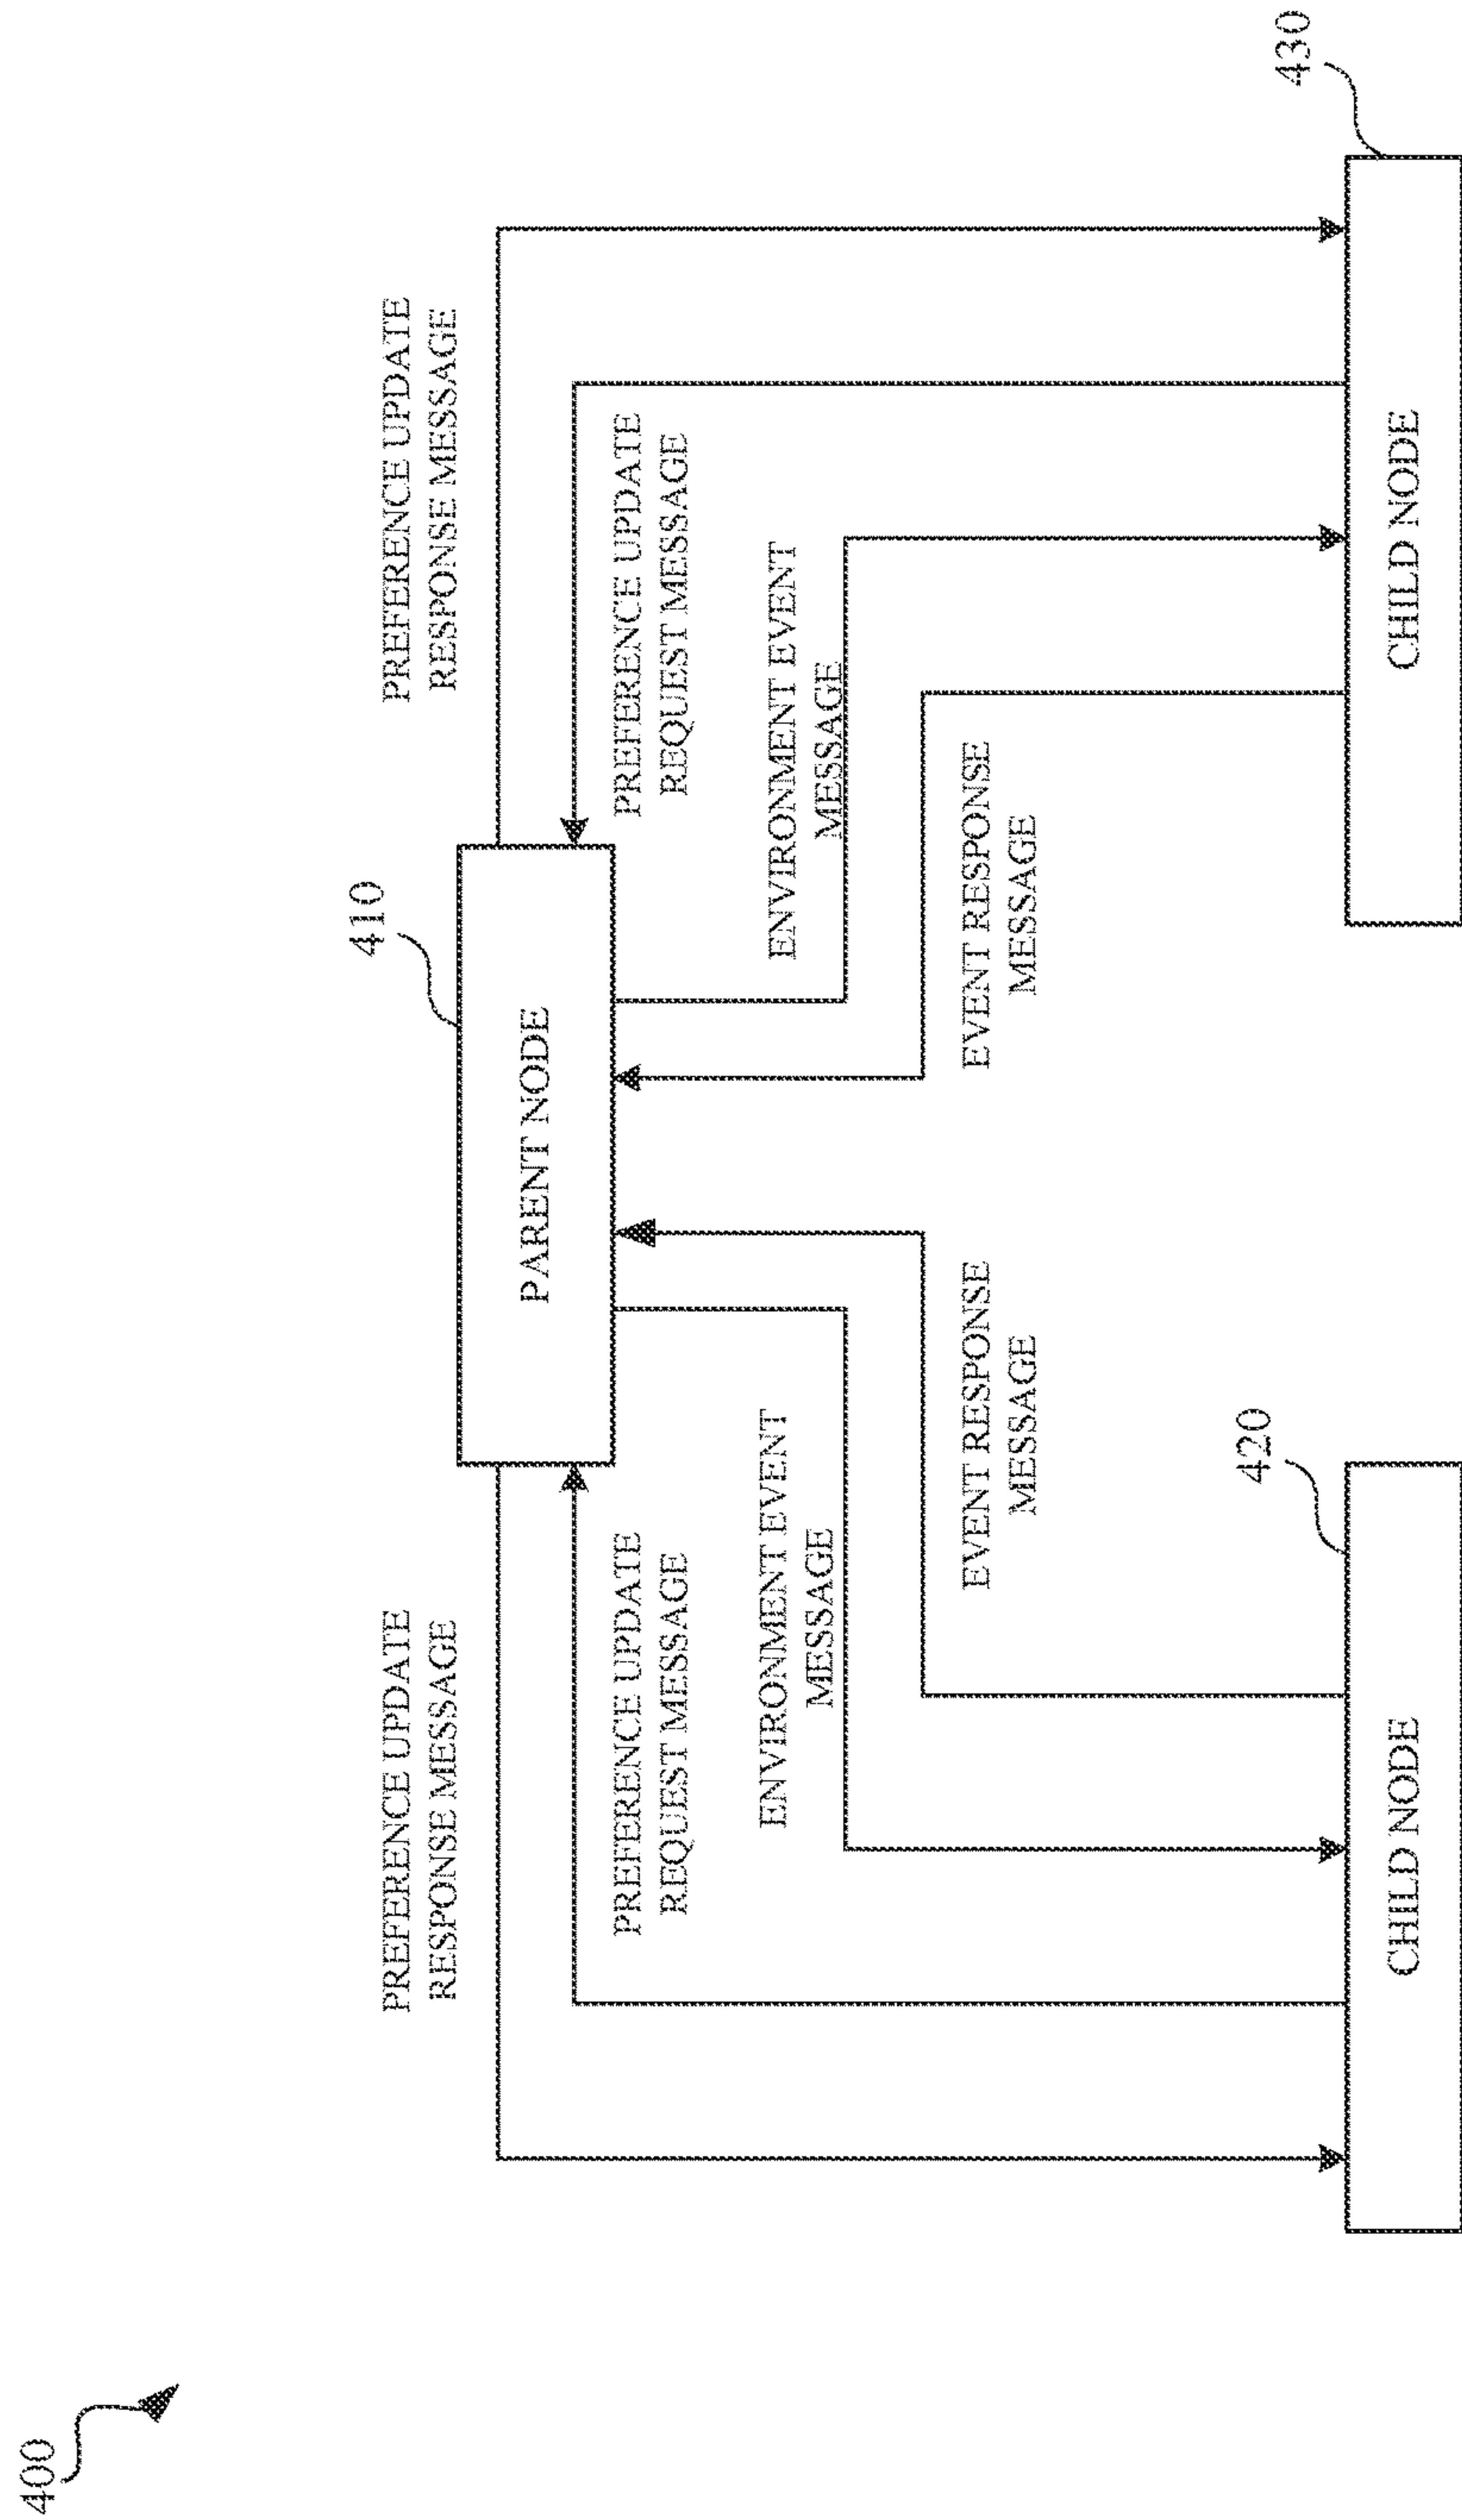 400
PREFERENCE UPDATE
RESPONSE MESSAGE
410
PREFERENCE UPDATE
RESPONSE MESSAGE
PARENT NODE
PREFERENCE UPDATE
REQUEST MESSAGE
PREFERENCE UPDATE
REQUEST MESSAGE
ENVIRONMENT EVENT
MESSAGE
ENVIRONMENT EVENT
MESSAGE
EVENT RESPONSE
MESSAGE
EVENT RESPONSE
MESSAGE
420
430
CHILD NODE
CHILD NODE